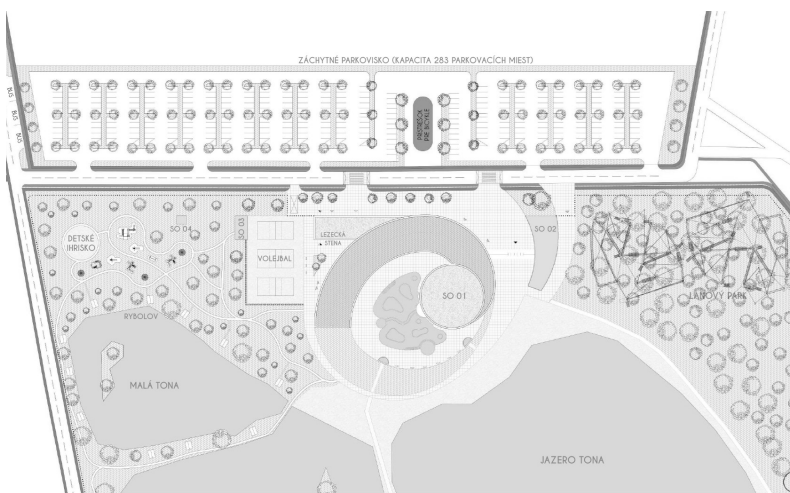 ZÁCHYTNÉ PARKOVISKO (KAPACITA 283 PARKOVACÍCH MIEST)
BUS
BUS
BUS
PRÍSTREŠOK
PRE BICYKLE
SO 04
SO 03
DETSKÉ
IHRISKO
VOLEJBAL
LEZECKÁ
STENA
SO 02
SO 01
LANOVÝ PARK
RYBOLOV
MALÁ TONA
JAZERO TONA